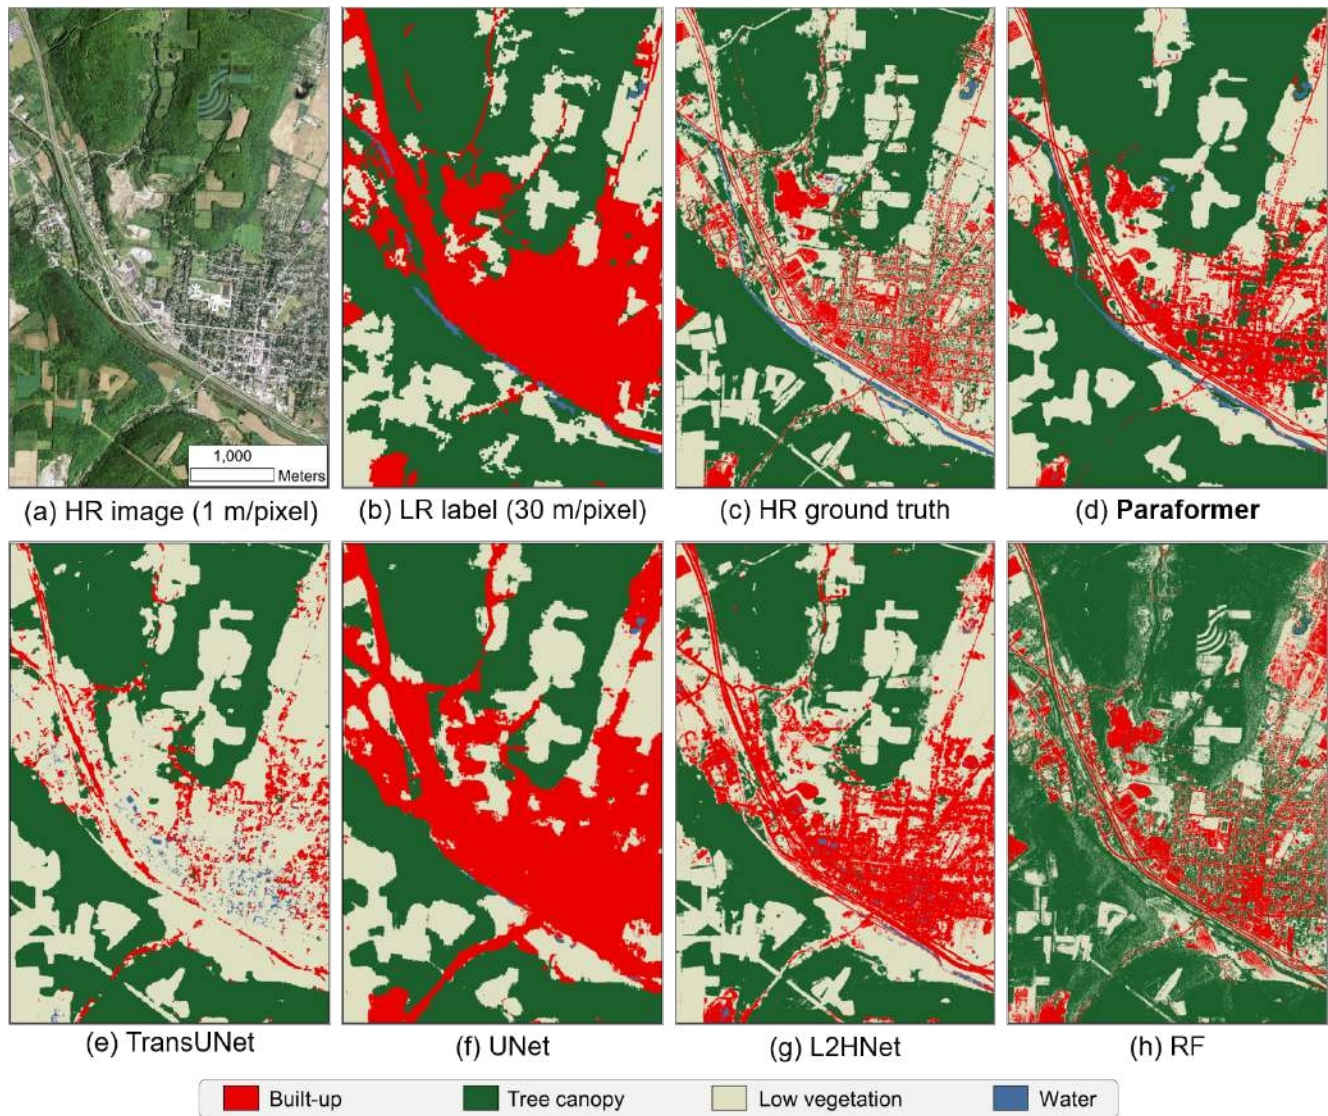 1,000
Meters
(a) HR image (1 m/pixel)
(b) LR label (30 m/pixel)
(c) HR ground truth
(d) Paraformer
(e) TransUNet
(f) UNet
(g) L2HNet
(h) RF
Built-up
Tree canopy
Low vegetation
Water